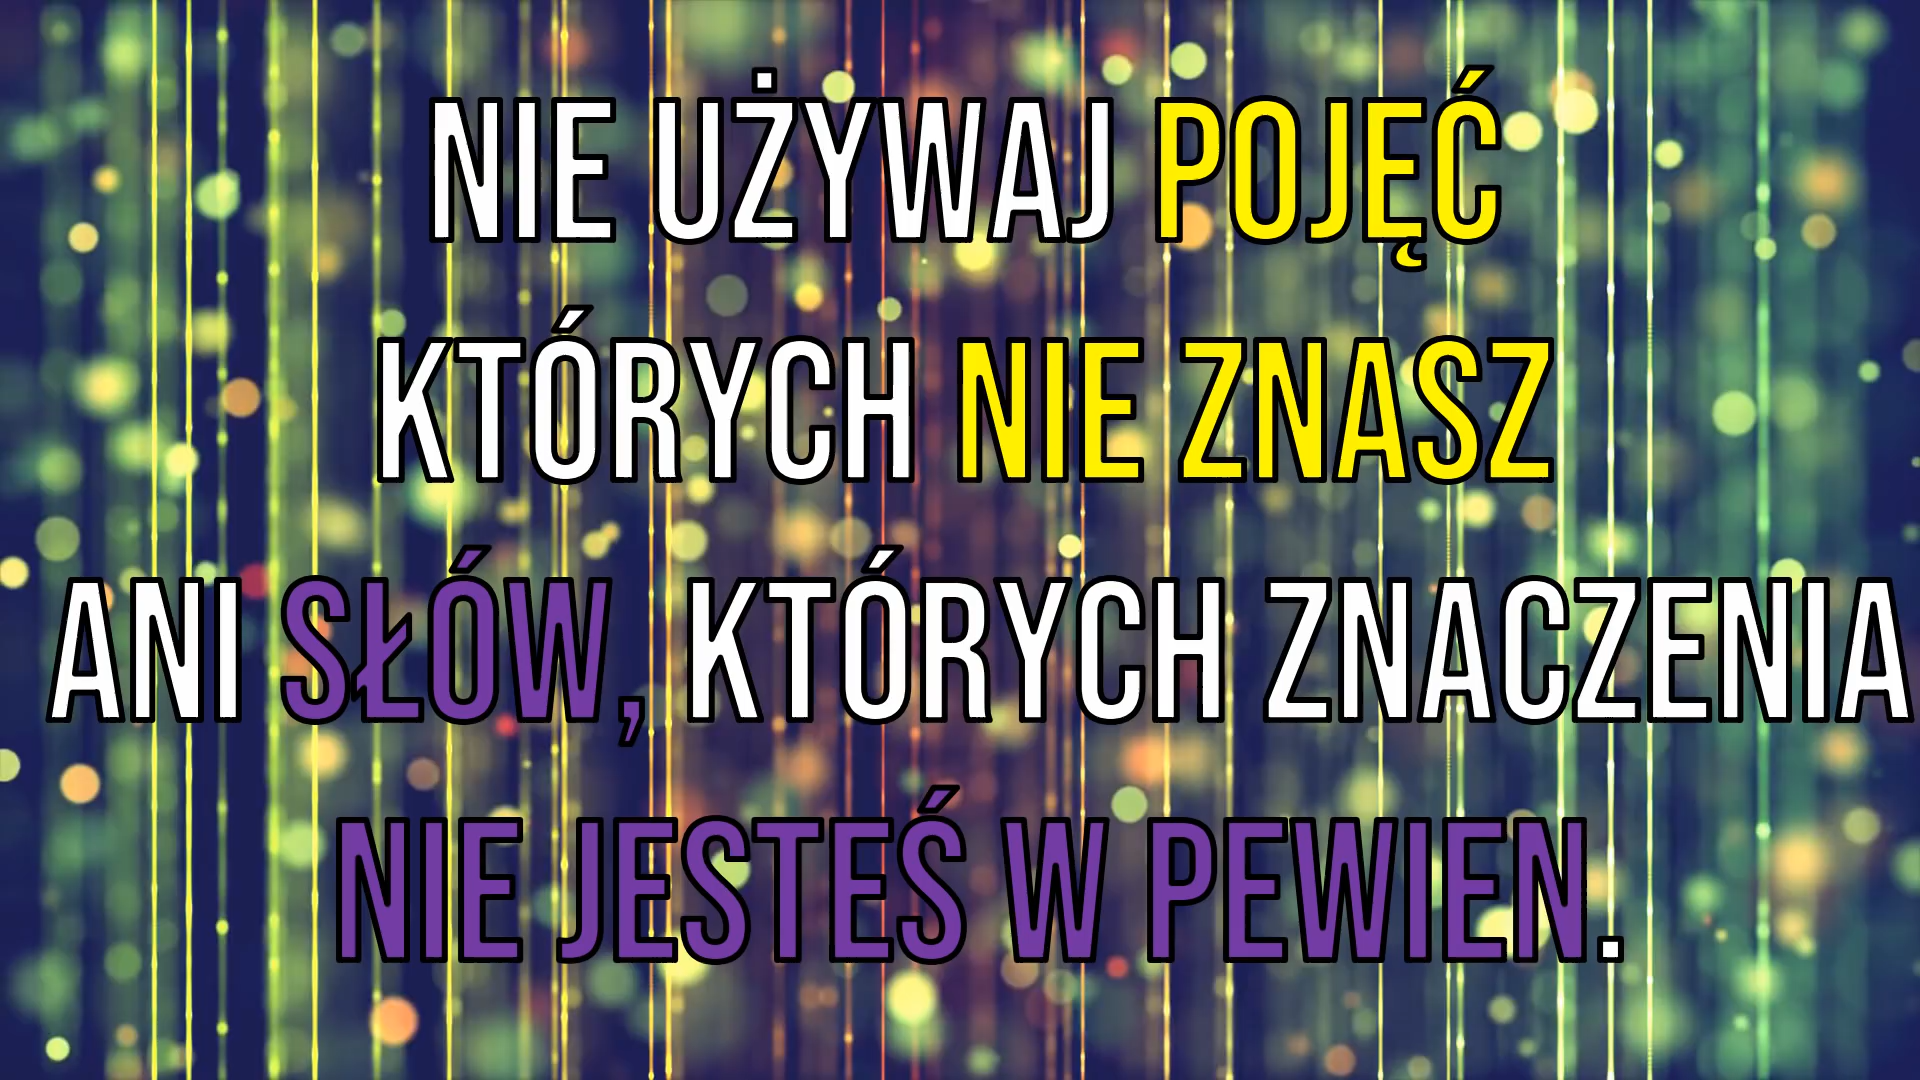 NIE UŻYWAJ POJĘĆ
KTÓRYCH NIE ZNASZ
ANI SŁÓW, KTÓRYCH ZNACZENIA
NIE JESTEŚ W PEWIEN.